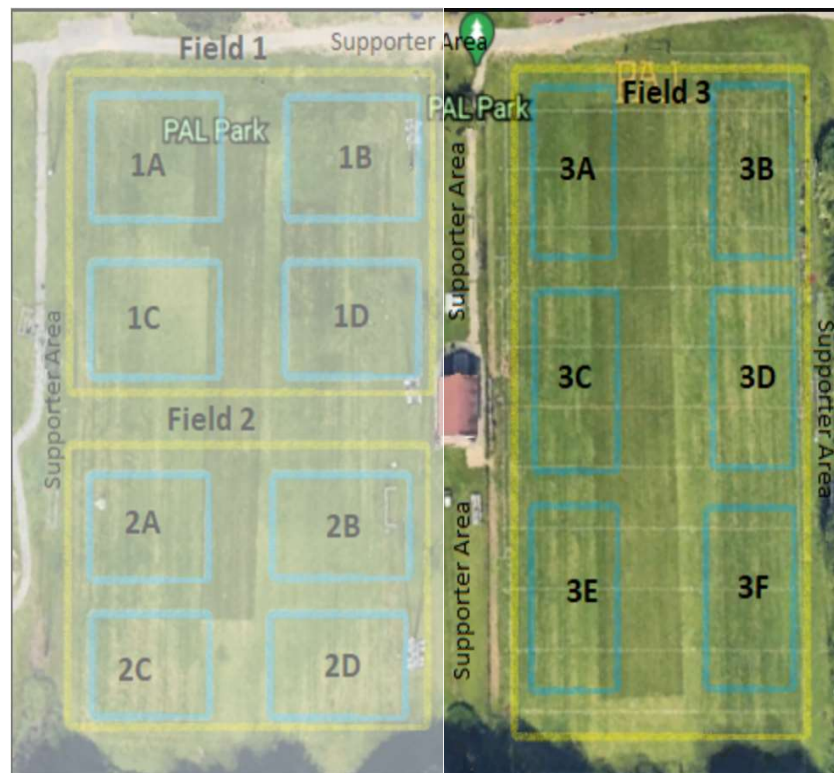 Field 1
Supporter Area
PAL Park
1A
1B
1C
1D
Supporter Area
Field 2
2A
2B
2C
2D
PAL Park
Supporter Area
Supporter Area
Field 3
3A
3B
3C
3D
3E
3F
Supporter Area